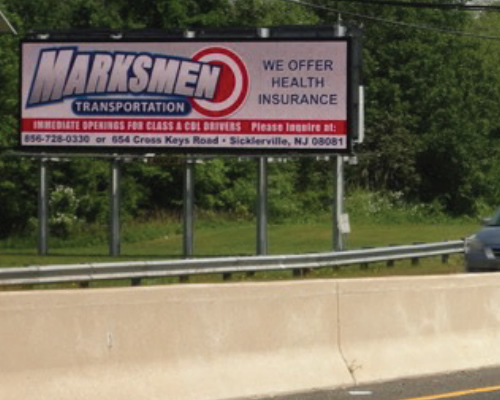 MARKSMEN
TRANSPORTATION
WE OFFER
HEALTH
INSURANCE
IMMEDIATE OPENINGS FOR CLASS A CDL DRIVERS Please Inquire at:
856-728-0330 or 654 Cross Keys Road • Sicklerville, NJ 08081